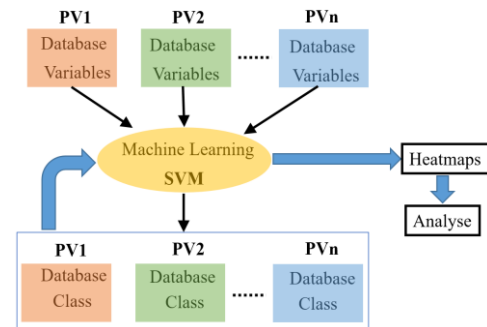 PV1 PV2 PVn
Database Database Database
Variables Variables ...... Variables
Machine Learning
SVM
Heatmaps
Analyse
PV1 PV2 PVn
Database Database Database
Class Class ...... Class